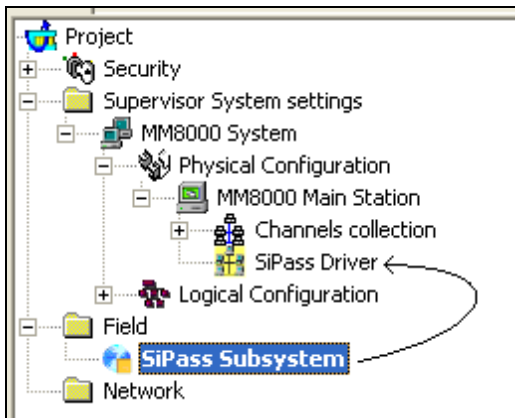 Project
Security
Supervisor System settings
MM8000 System
Physical Configuration
MM8000 Main Station
Channels collection
SiPass Driver
Logical Configuration
Field
SiPass Subsystem
Network